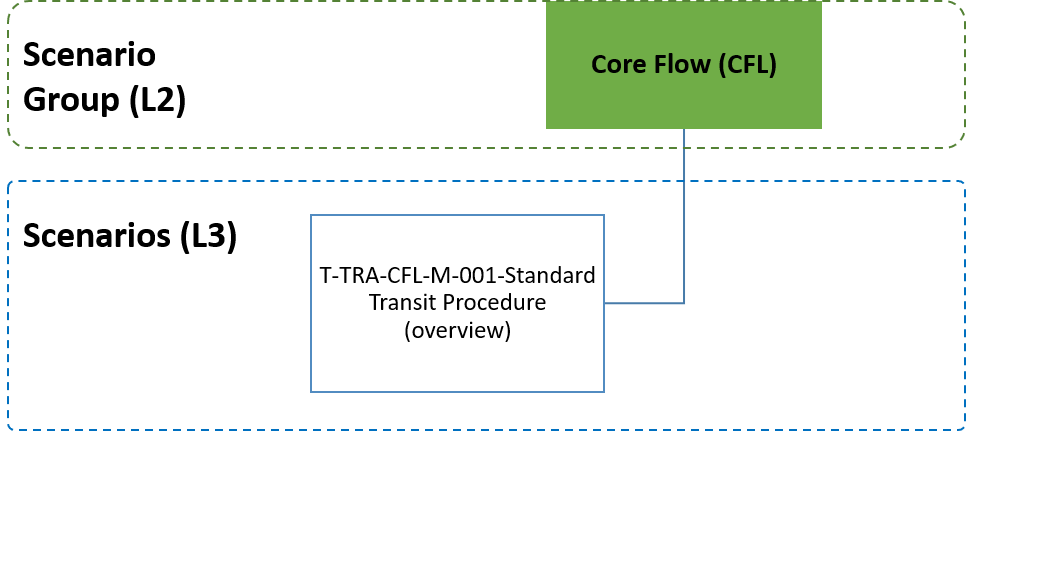 Scenario
Group (L2)
Core Flow (CFL)
Scenarios (L3)
T-TRA-CFL-M-001-Standard
Transit Procedure
(overview)